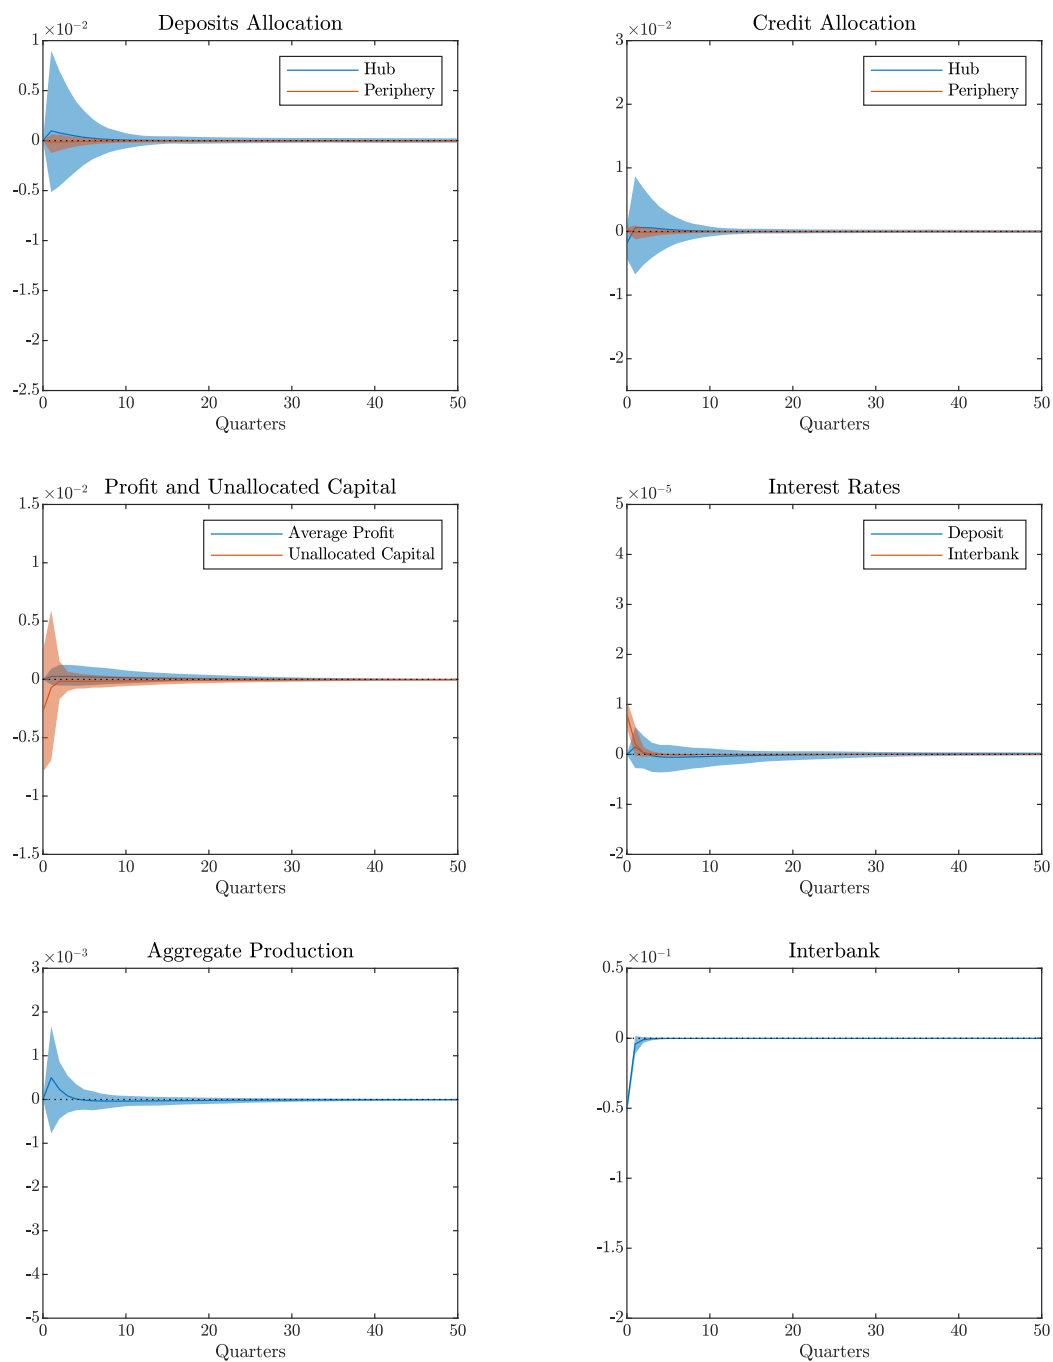 Deposits Allocation
×10⁻²
1
0.5
0
-0.5
-1
-1.5
-2
-2.5
0 10 20 30 40 50
Quarters
Hub
Periphery
Credit Allocation
×10⁻²
3
2
1
0
-1
-2
0 10 20 30 40 50
Quarters
Hub
Periphery
Profit and Unallocated Capital
×10⁻²
1.5
1
0.5
0
-0.5
-1
-1.5
0 10 20 30 40 50
Quarters
Average Profit
Unallocated Capital
Interest Rates
×10⁻⁵
5
4
3
2
1
0
-1
-2
0 10 20 30 40 50
Quarters
Deposit
Interbank
Aggregate Production
×10⁻³
3
2
1
0
-1
-2
-3
-4
-5
0 10 20 30 40 50
Quarters
Interbank
×10⁻¹
0.5
0
-0.5
-1
-1.5
-2
0 10 20 30 40 50
Quarters